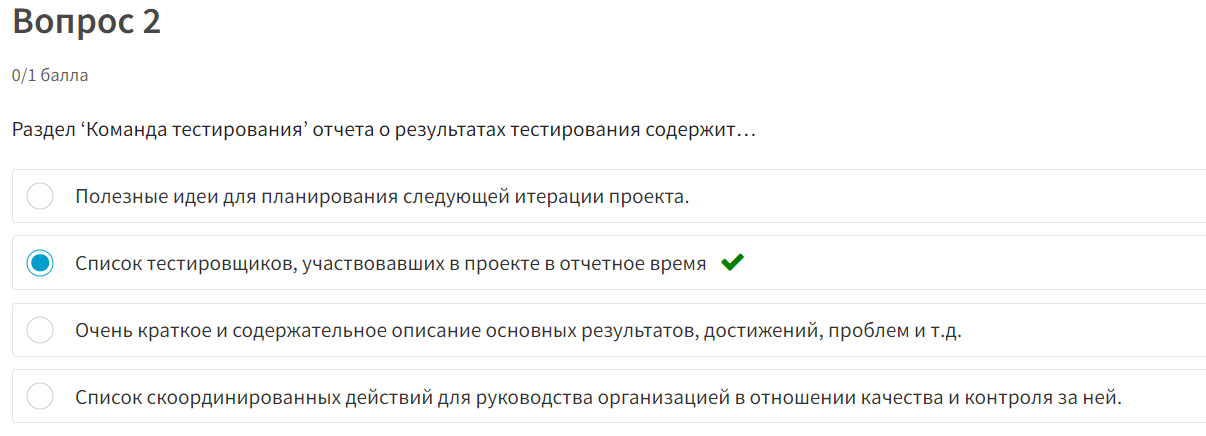 Вопрос 2
0/1 балла
Раздел ‘Команда тестирования’ отчета о результатах тестирования содержит…
Полезные идеи для планирования следующей итерации проекта.
Список тестировщиков, участвовавших в проекте в отчетное время
Очень краткое и содержательное описание основных результатов, достижений, проблем и т.д.
Список скоординированных действий для руководства организацией в отношении качества и контроля за ней.